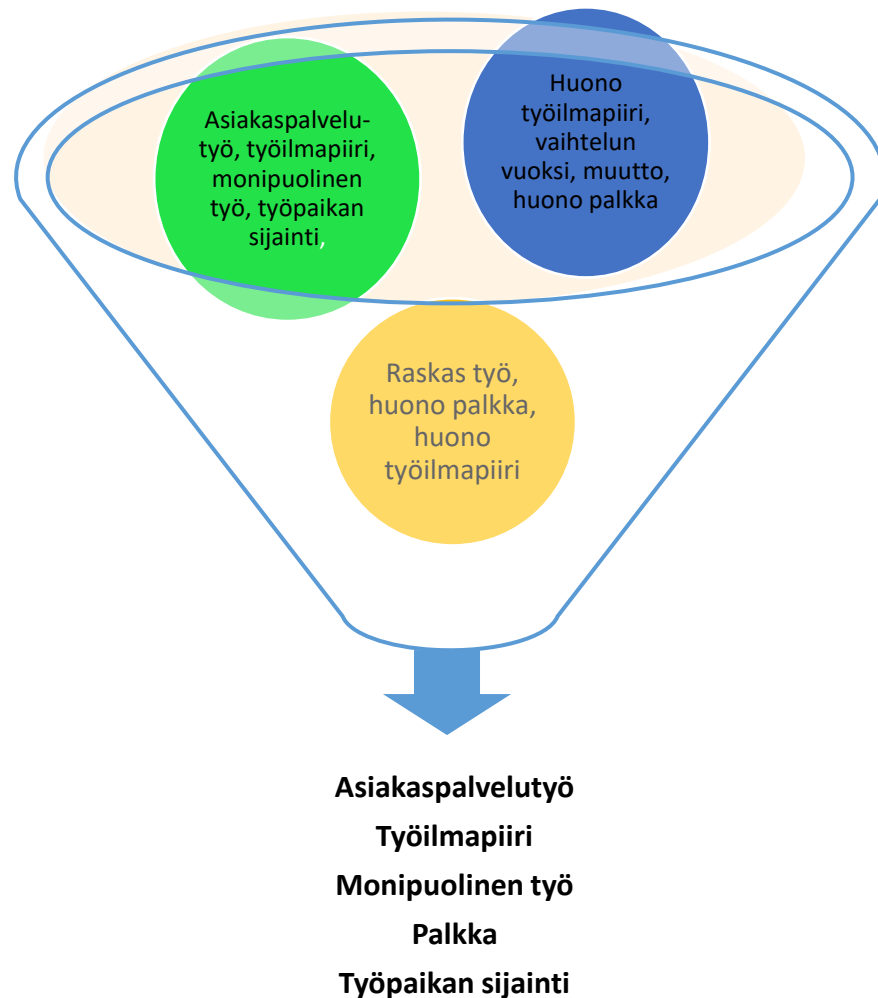 Asiakaspalvelu-
työ, työilmapiiri,
monipuolinen
työ, työpaikan
sijainti,
Huono
työilmapiiri,
vaihtelun
vuoksi, muutto,
huono palkka
Raskas työ,
huono palkka,
huono
työilmapiiri
Asiakaspalvelutyö
Työilmapiiri
Monipuolinen työ
Palkka
Työpaikan sijainti